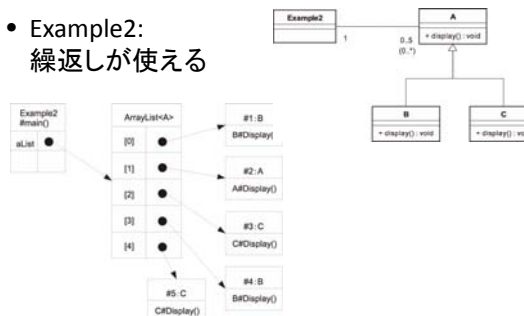 • Example2:
繰返しが使える
Example2
1
0..5
(0..*)
A
+ display() : void
B
+ display() : void
C
+ display() : vo
Example2
#main()
aList
ArrayList<A>
[0]
[1]
[2]
[3]
[4]
#1: B
B#Display(
#2: A
A#Display()
#3: C
C#Display()
#4: B
B#Display()
#5: C
C#Display()